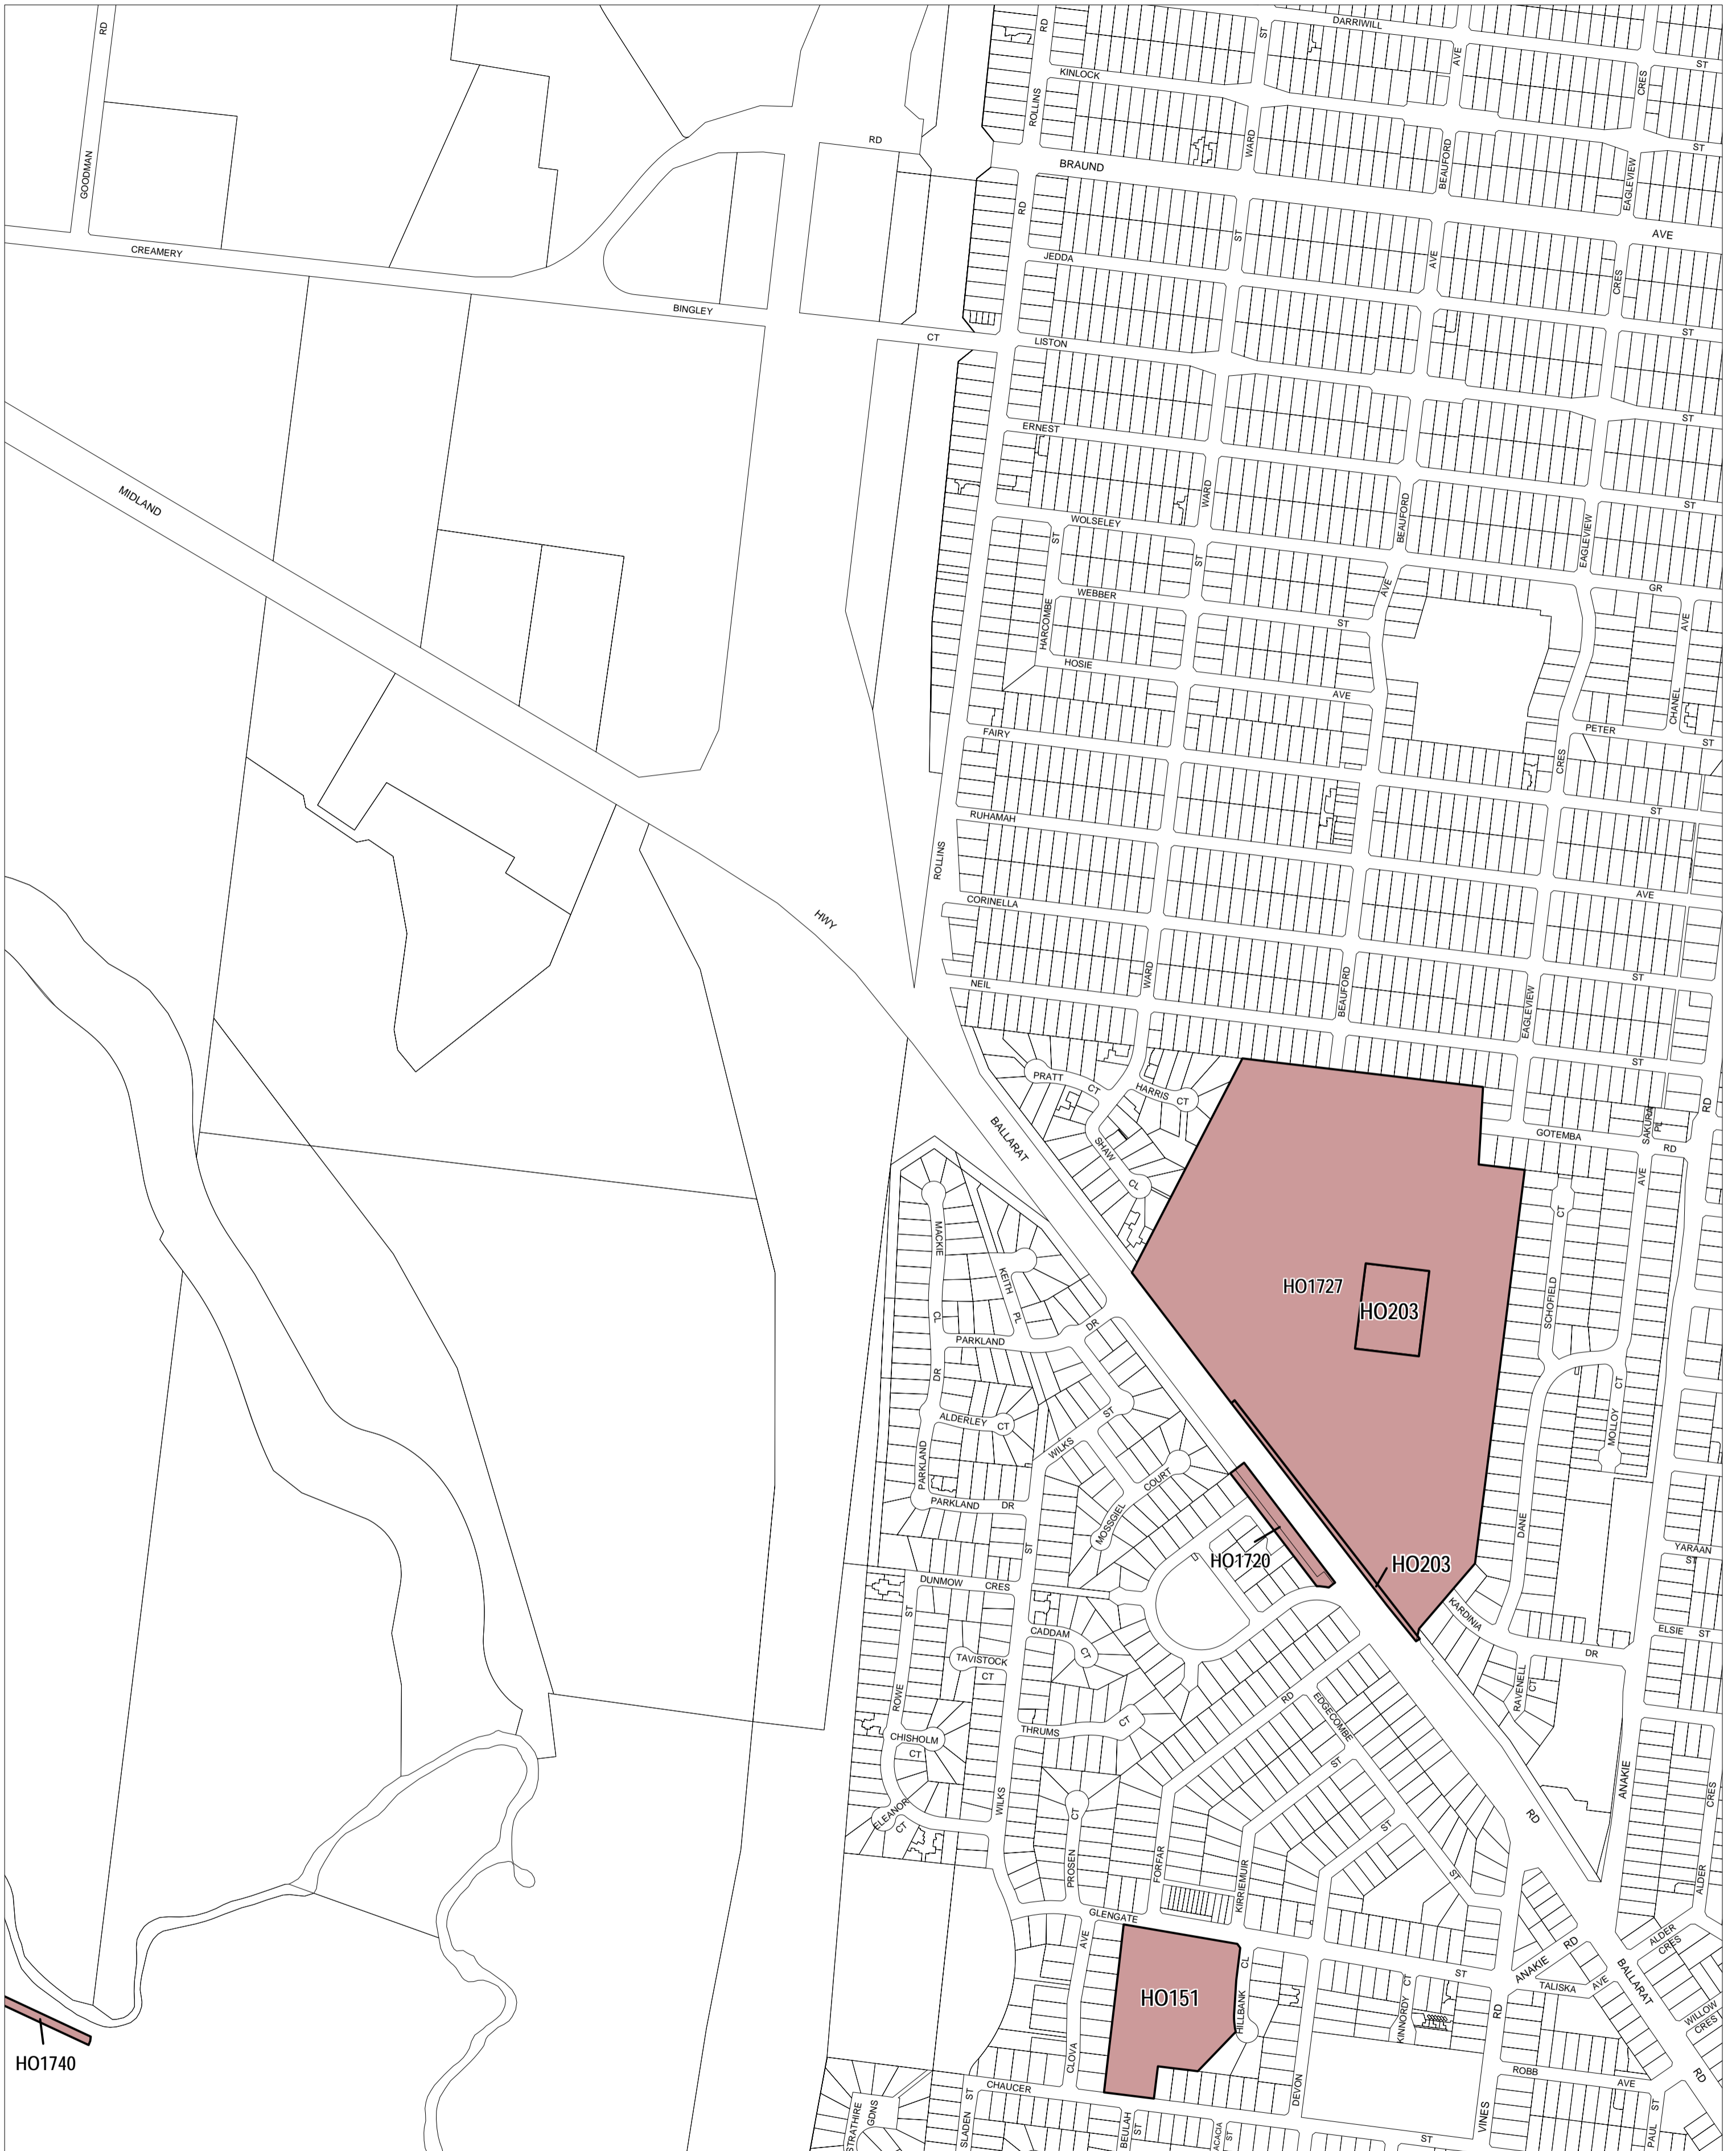 RD
RD
ST
DARRIWILL
AVE
CRES
ST
KINLOCK
ROLLINS
WARD
BEAUFORD
EAGLEVIEW
ST
GOODMAN
RD
BRAUND
RD
ST
AVE
CRES
AVE
CREAMERY
JEDDA
BINGLEY
CT
LISTON
ST
ERNEST
ST
MIDLAND
WARD
BEAUFORD
EAGLEVIEW
ST
WOLSELEY
ST
ST
AVE
GR
WEBBER
HARCOMBE
ST
AVE
HOSIE
AVE
CHANEL
FAIRY
PETER
ST
CRES
RUHAMAH
ST
ROLLINS
CORINELLA
AVE
HWY
WARD
BEAUFORD
EAGLEVIEW
ST
NEIL
ST
PRATT
CT
HARRIS CT
SHAW
CL
BALLARAT
SAKURA
PL
RD
GOTEMBA
RD
AVE
MACKIE
CL
KEITH
PL
CT
SCHOFIELD
HO1727
HO203
DR
PARKLAND
DR
ALDERLEY CT
ST
WILKS
CT
MOLLOY
PARKLAND
PARKLAND DR
COURT
MOSSGIEL
DANE
HO1720
HO203
YARAAN
ST
ST
DUNMOW CRES
ST
KARDINIA
DR
ELSIE ST
CADDAM
CT
TAVISTOCK
CT
ROWE
RD
EDGECOMBE
RAVENELL
CT
THRUMS
CT
CHISHOLM
CT
ST
ANAKIE
CRES
ELEANOR
CT
WILKS
CT
PROSEN
FORFAR
KIRRIEMUIR
ST
ST
RD
ALDER
GLENGATE
AVE
CL
ST
ANAKIE RD
ALDER
CRES
BALLARAT
TALISKA AVE
HO151
HILLBANK
KINNORDY CT
RD
WILLOW
CRES
HO1740
CLOVA
CHAUCER
DEVON
ROBB
AVE
RD
STRATHIRE
GDNS
SLADEN ST
BEULAH
ST
ACACIA
ST
ST
VINES
PAUL ST